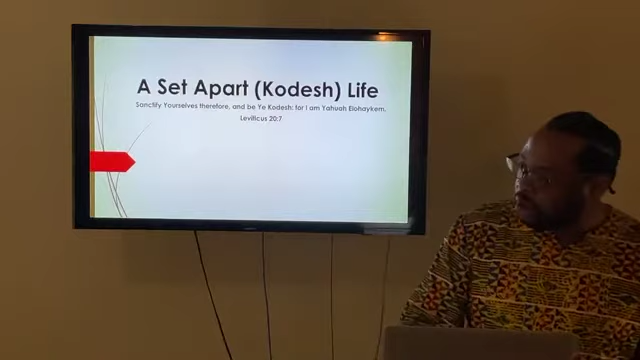 A Set Apart (Kodesh) Life
Sanctify Yourselves therefore, and be Ye Kodesh: for I am Yahuah Elohaykem.
Leviticus 20:7